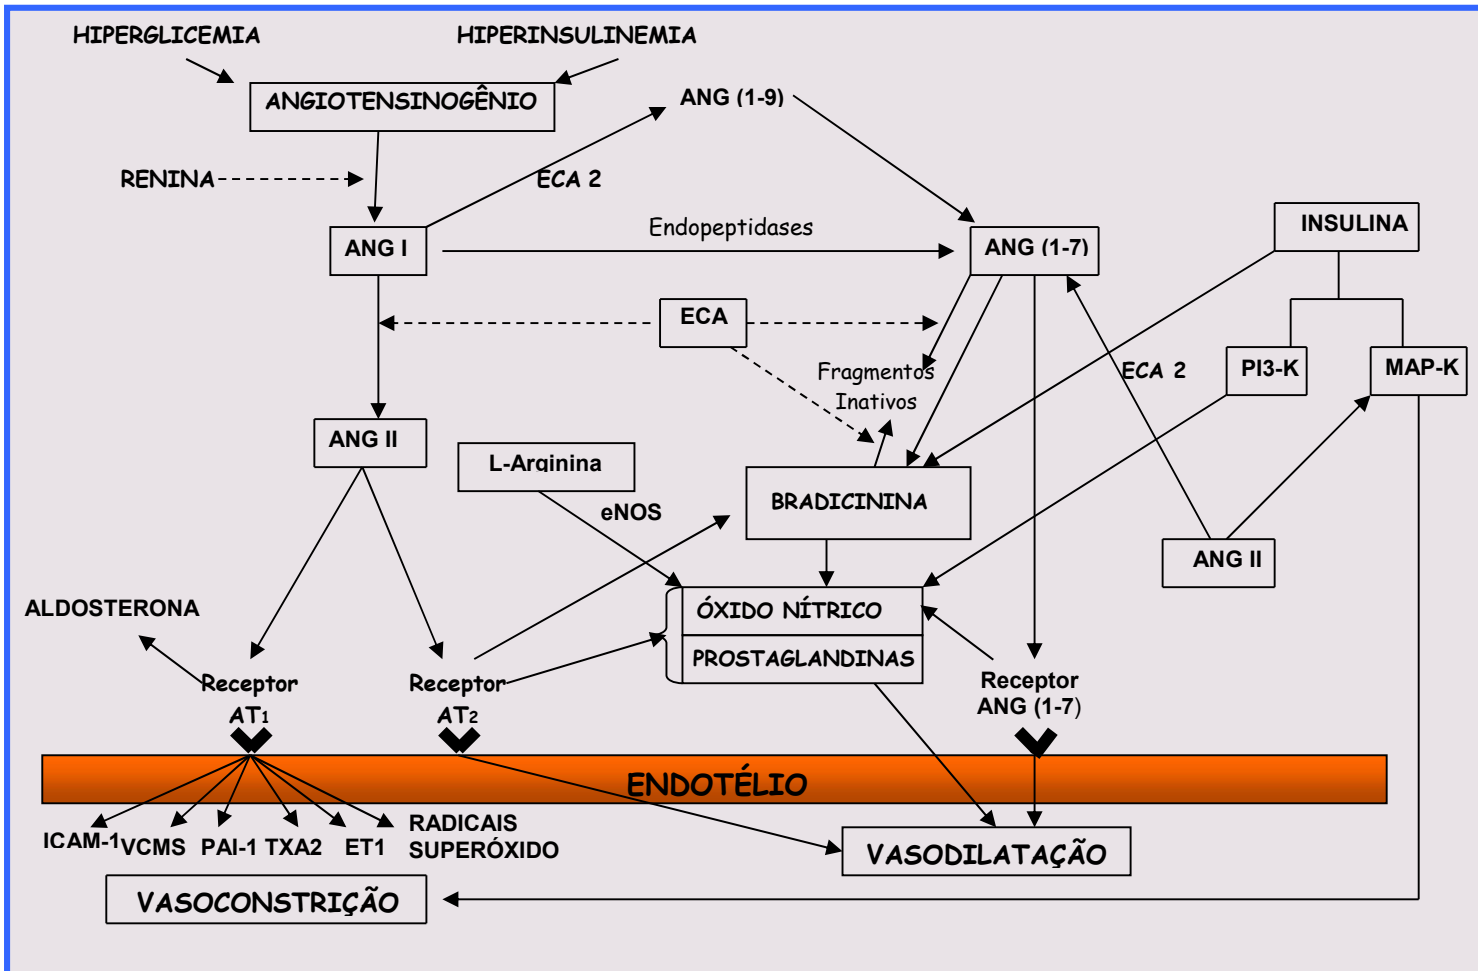 HIPERGLICEMIA
HIPERINSULINEMIA
ANGIOTENSINOGÊNIO
ANG (1-9)
RENINA
ECA 2
ANG I
Endopeptidases
ANG (1-7)
INSULINA
ECA
Fragmentos
Inativos
ECA 2
PI3-K
MAP-K
ANG II
L-Arginina
eNOS
BRADICININA
ANG II
ALDOSTERONA
ÓXIDO NÍTRICO
PROSTAGLANDINAS
Receptor
AT1
Receptor
AT2
Receptor
ANG (1-7)
ENDOTÉLIO
ICAM-1
VCMS
PAI-1
TXA2
ET1
RADICAIS
SUPERÓXIDO
VASODILATAÇÃO
VASOCONSTRIÇÃO